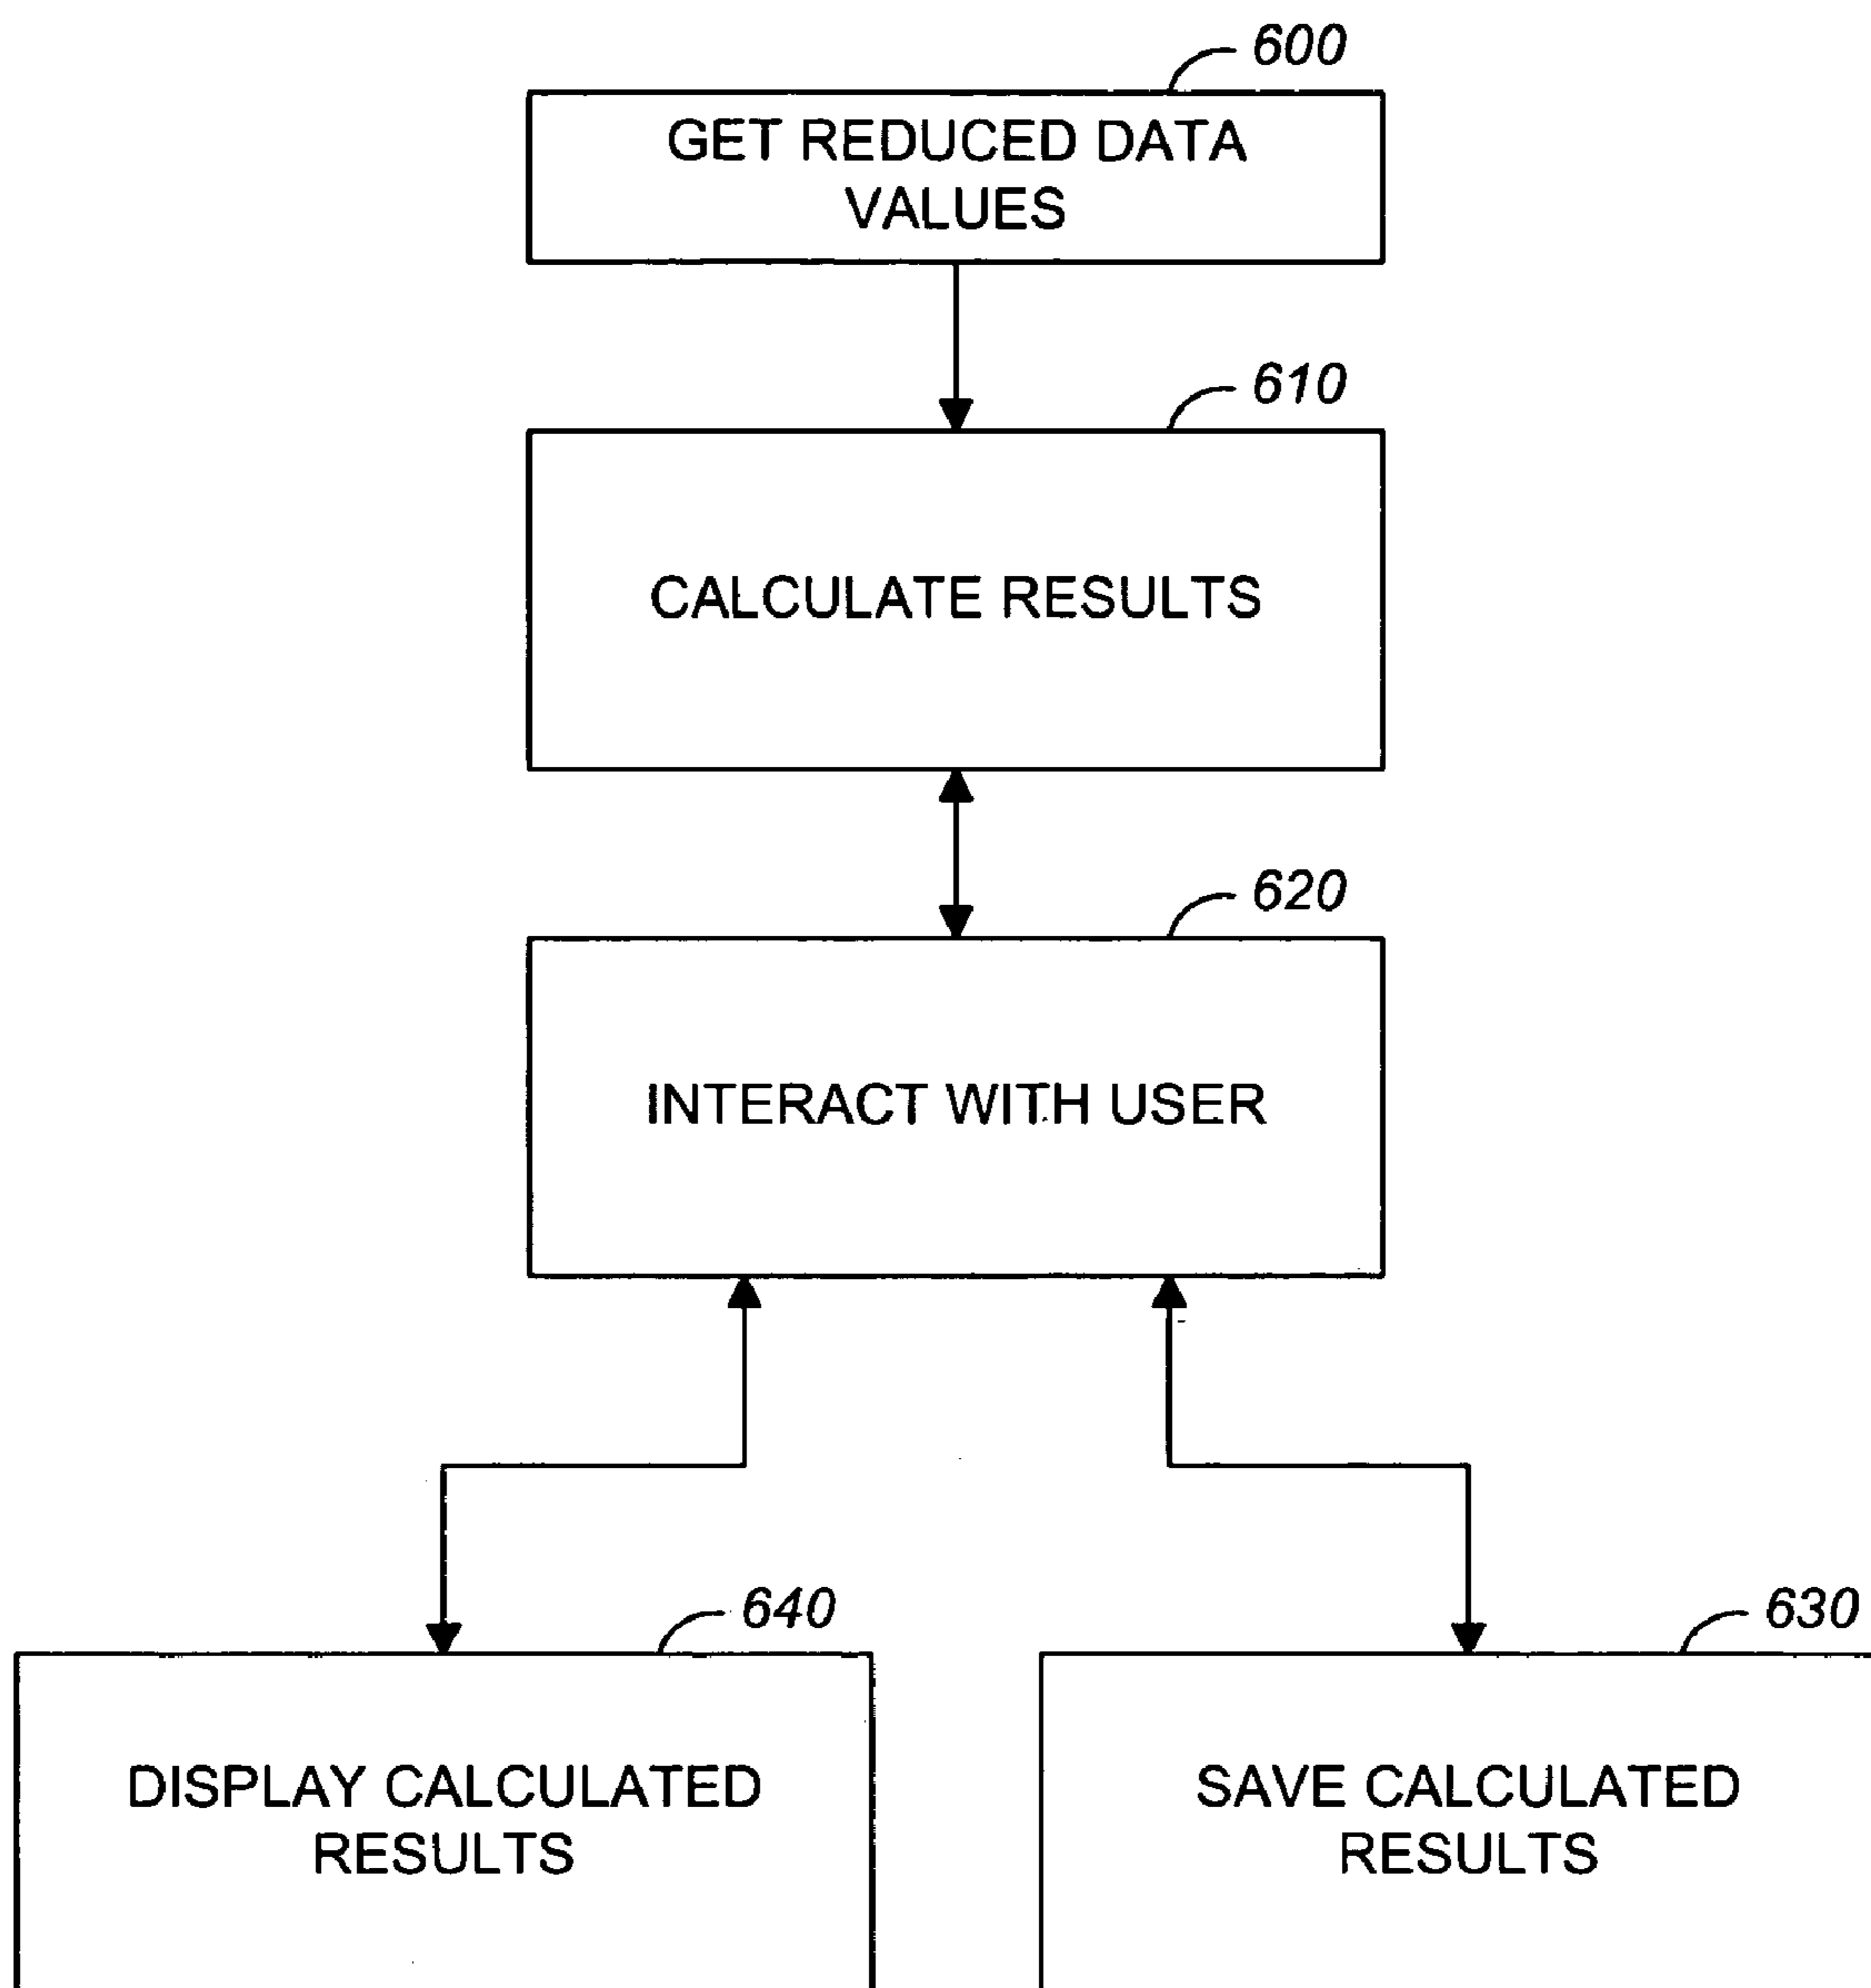 600
GET REDUCED DATA
VALUES
610
CALCULATE RESULTS
620
INTERACT WITH USER
640
DISPLAY CALCULATED
RESULTS
630
SAVE CALCULATED
RESULTS